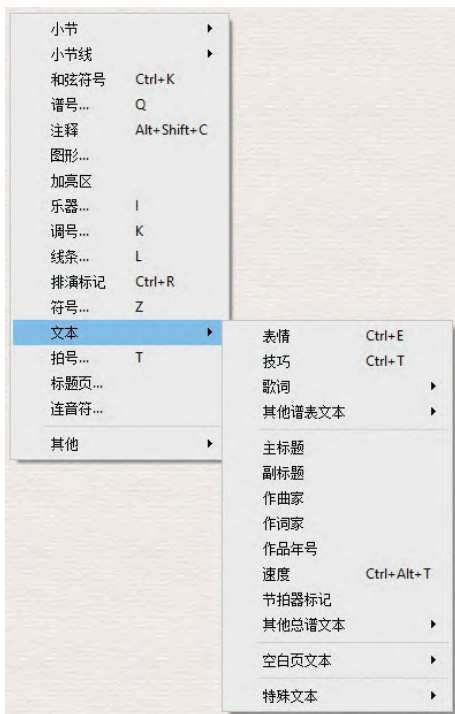 小节
小节线
和弦符号 Ctrl+K
谱号... Q
注释 Alt+Shift+C
图形...
加亮区
乐器... I
调号... K
线条... L
排演标记 Ctrl+R
符号... Z
文本
拍号... T
标题页...
连音符...
其他
表情 Ctrl+E
技巧 Ctrl+T
歌词
其他谱表文本
主标题
副标题
作曲家
作词家
作品年号
速度 Ctrl+Alt+T
节拍器标记
其他总谱文本
空白页文本
特殊文本